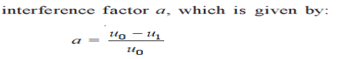 interference factor a, which is given by:
a = u₀ − u₁
u₀